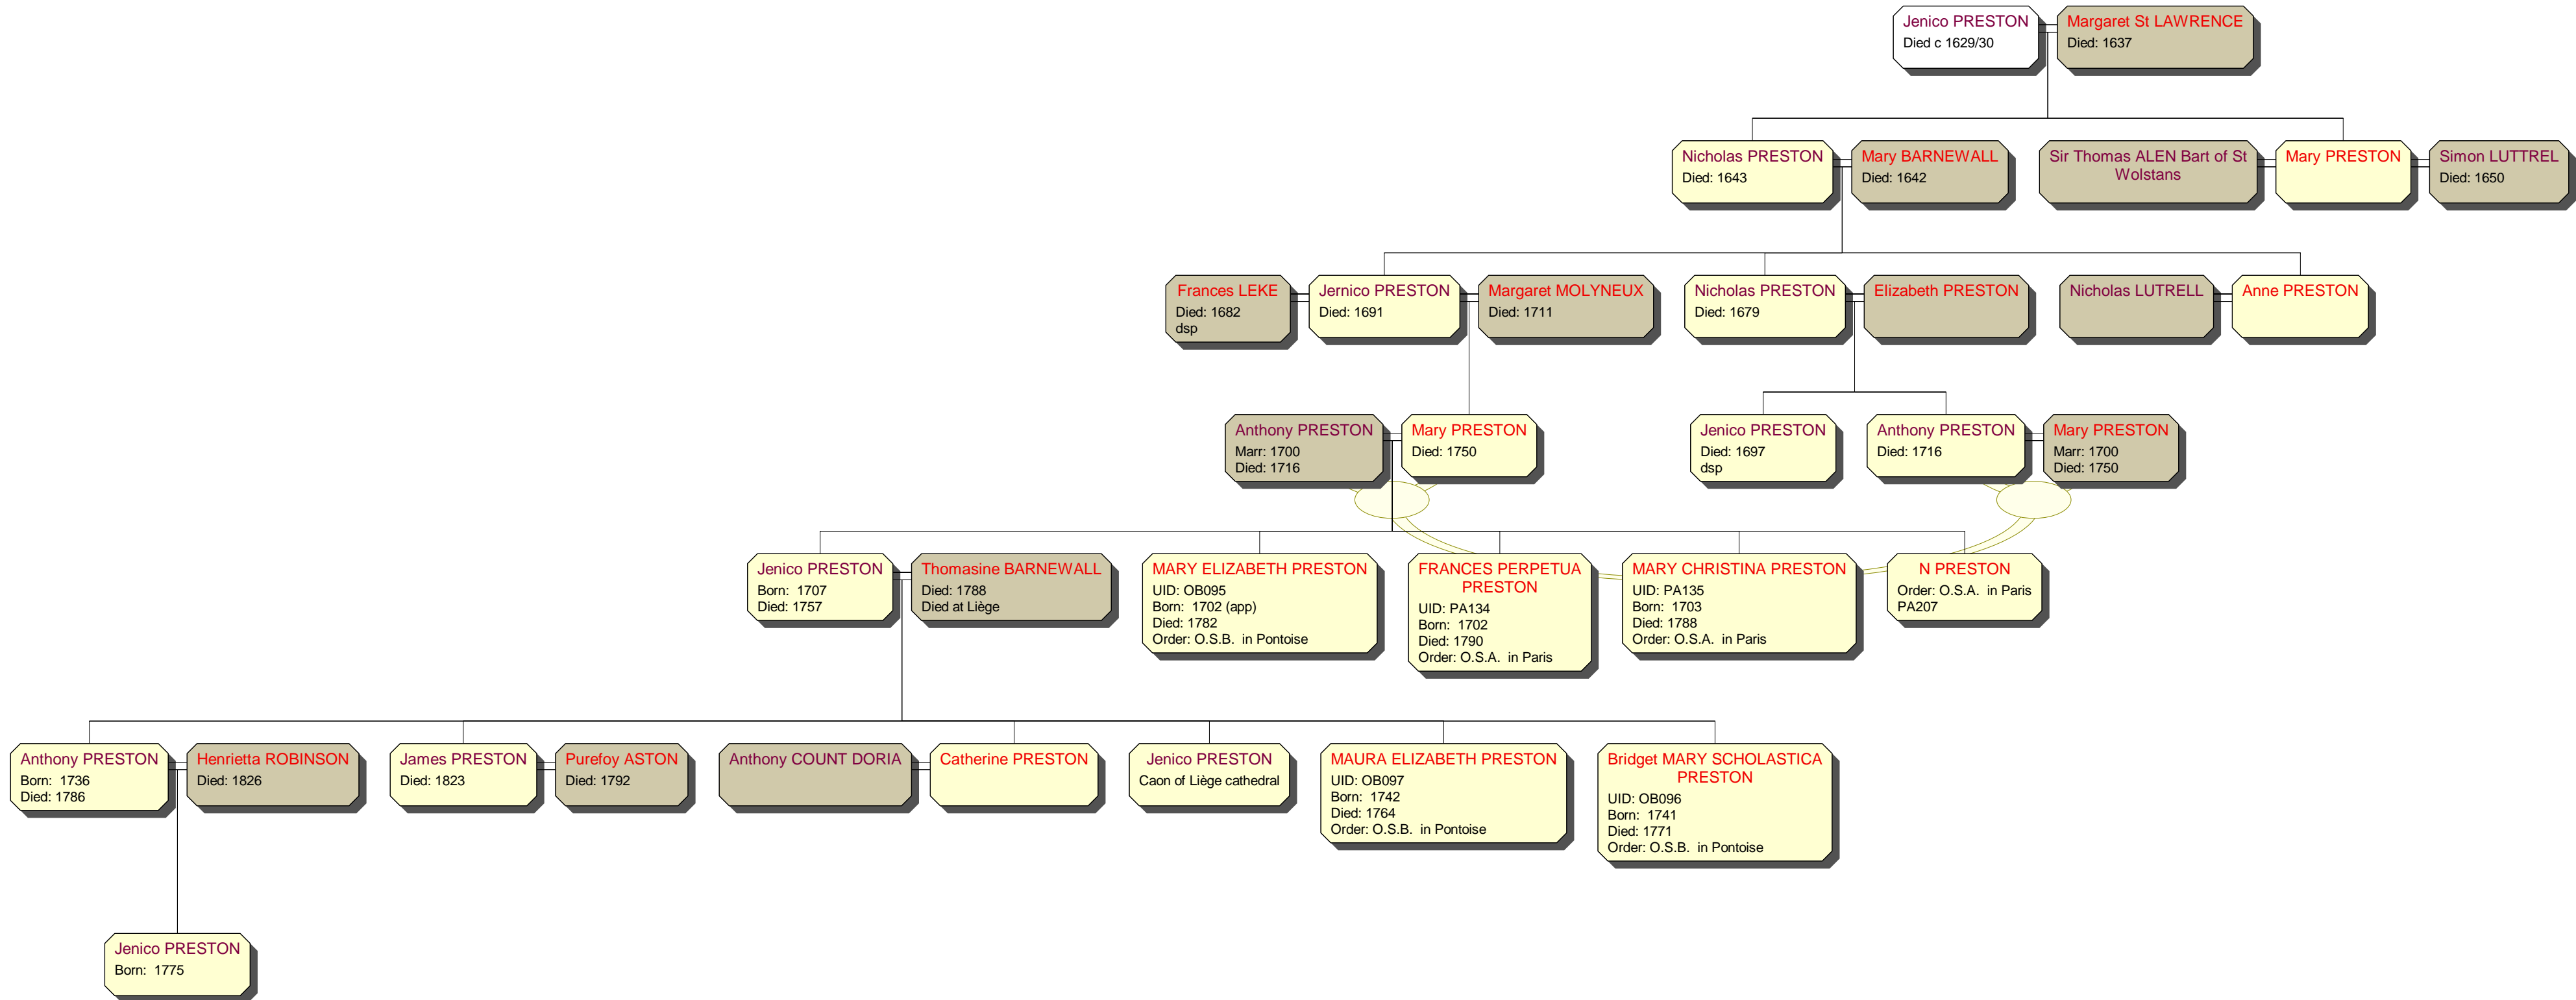 Jenico PRESTON
Died c 1629/30
Margaret St LAWRENCE
Died: 1637
Nicholas PRESTON
Died: 1643
Mary BARNEWALL
Died: 1642
Sir Thomas ALEN Bart of St
Wolstans
Mary PRESTON
Simon LUTTREL
Died: 1650
Frances LEKE
Died: 1682
dsp
Jernico PRESTON
Died: 1691
Margaret MOLYNEUX
Died: 1711
Nicholas PRESTON
Died: 1679
Elizabeth PRESTON
Nicholas LUTRELL
Anne PRESTON
Anthony PRESTON
Marr: 1700
Died: 1716
Mary PRESTON
Died: 1750
Jenico PRESTON
Died: 1697
dsp
Anthony PRESTON
Died: 1716
Mary PRESTON
Marr: 1700
Died: 1750
Jenico PRESTON
Born: 1707
Died: 1757
Thomasine BARNEWALL
Died: 1788
Died at Liège
MARY ELIZABETH PRESTON
UID: OB095
Born: 1702 (app)
Died: 1782
Order: O.S.B. in Pontoise
FRANCES PERPETUA
PRESTON
UID: PA134
Born: 1702
Died: 1790
Order: O.S.A. in Paris
MARY CHRISTINA PRESTON
UID: PA135
Born: 1703
Died: 1788
Order: O.S.A. in Paris
N PRESTON
Order: O.S.A. in Paris
PA207
Anthony PRESTON
Born: 1736
Died: 1786
Henrietta ROBINSON
Died: 1826
James PRESTON
Died: 1823
Purefoy ASTON
Died: 1792
Anthony COUNT DORIA
Catherine PRESTON
Jenico PRESTON
Caon of Liège cathedral
MAURA ELIZABETH PRESTON
UID: OB097
Born: 1742
Died: 1764
Order: O.S.B. in Pontoise
Bridget MARY SCHOLASTICA
PRESTON
UID: OB096
Born: 1741
Died: 1771
Order: O.S.B. in Pontoise
Jenico PRESTON
Born: 1775